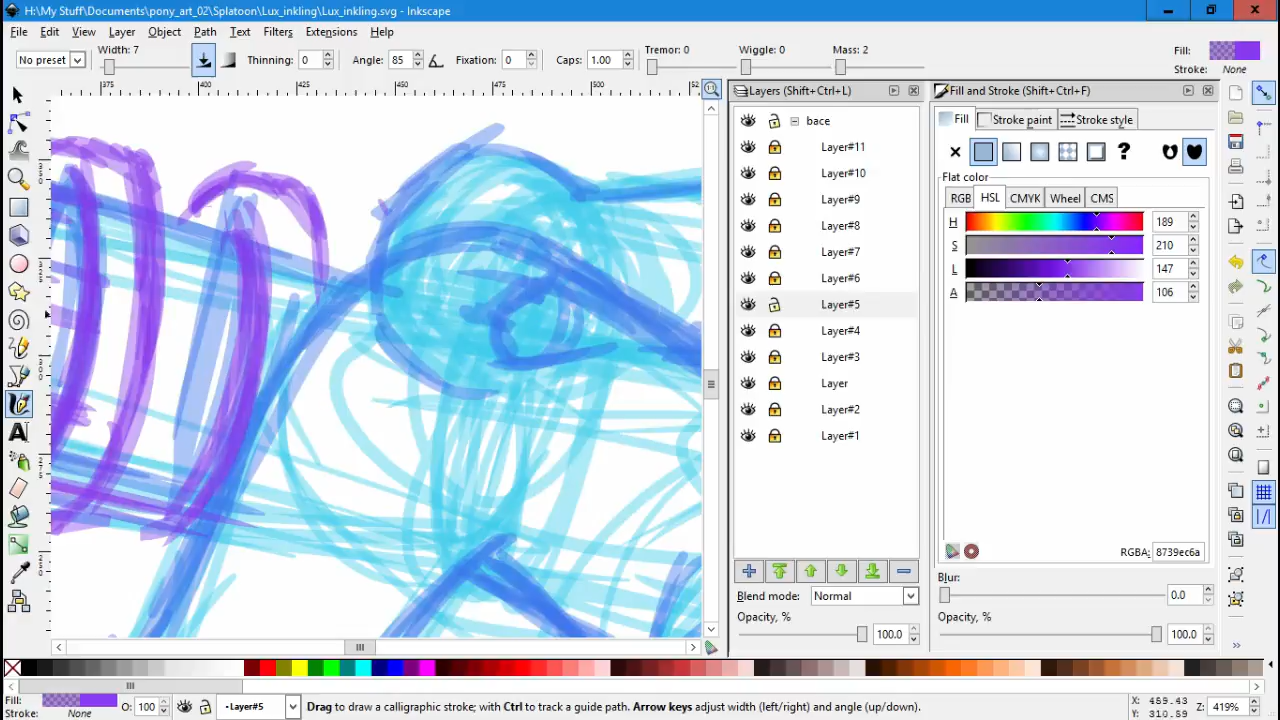 H:\My Stuff\Documents\pony_art_02\Splatoon\Lux_inkling\Lux_inkling.svg - Inkscape
File Edit View Layer Object Path Text Filters Extensions Help
No preset Width: 7 Thinning: 0 Angle: 85 Fixation: 0 Caps: 1.00 Tremor: 0 Wiggle: 0 Mass: 2 Fill: Stroke: None
375 400 425 450 475 500
Layers (Shift+Ctrl+L)
bace
Layer#11
Layer#10
Layer#9
Layer#8
Layer#7
Layer#6
Layer#5
Layer#4
Layer#3
Layer
Layer#2
Layer#1
Blend mode: Normal
Opacity, % 100.0
Fill and Stroke (Shift+Ctrl+F)
Fill Stroke paint Stroke style
Flat color
RGB HSL CMYK Wheel CMS
H 189
S 210
L 147
A 106
RGBA: 8739ec6a
Blur:
0.0
Opacity, %
100.0
Fill:
Stroke: None
O: 100
Layer#5
Drag to draw a calligraphic stroke; with Ctrl to track a guide path. Arrow keys adjust width (left/right) and angle (up/down).
X: 469.43
Y: 310.59
Z: 419%